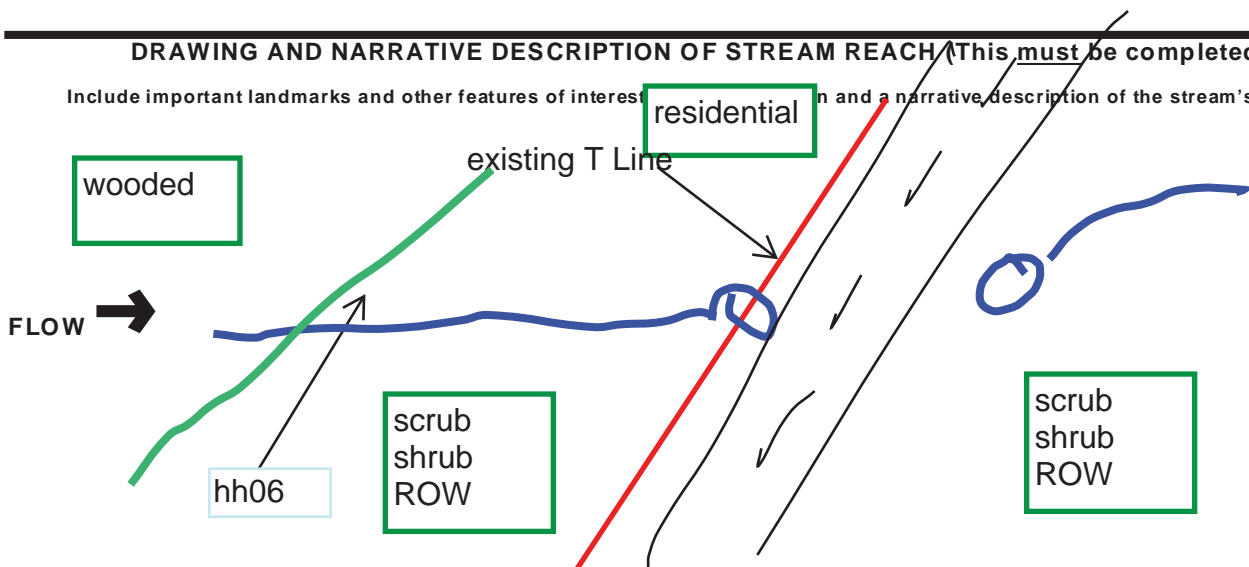 DRAWING AND NARRATIVE DESCRIPTION OF STREAM REACH (This must be completed
Include important landmarks and other features of interest n and a narrative description of the stream's
residential
existing T Line
wooded
FLOW
scrub
shrub
ROW
scrub
shrub
ROW
hh06